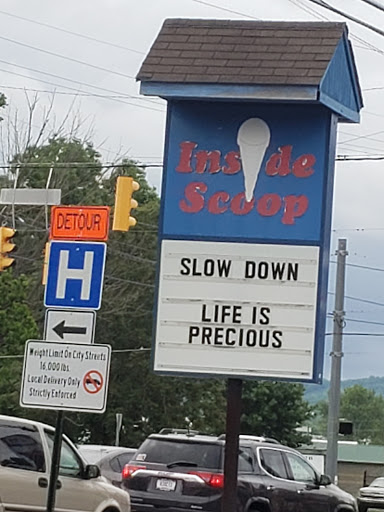 Inside
Scoop
SLOW DOWN
LIFE IS
PRECIOUS
DETOUR
H
Weight Limit On City Streets
16,000 lbs.
Local Delivery Only
Strictly Enforced